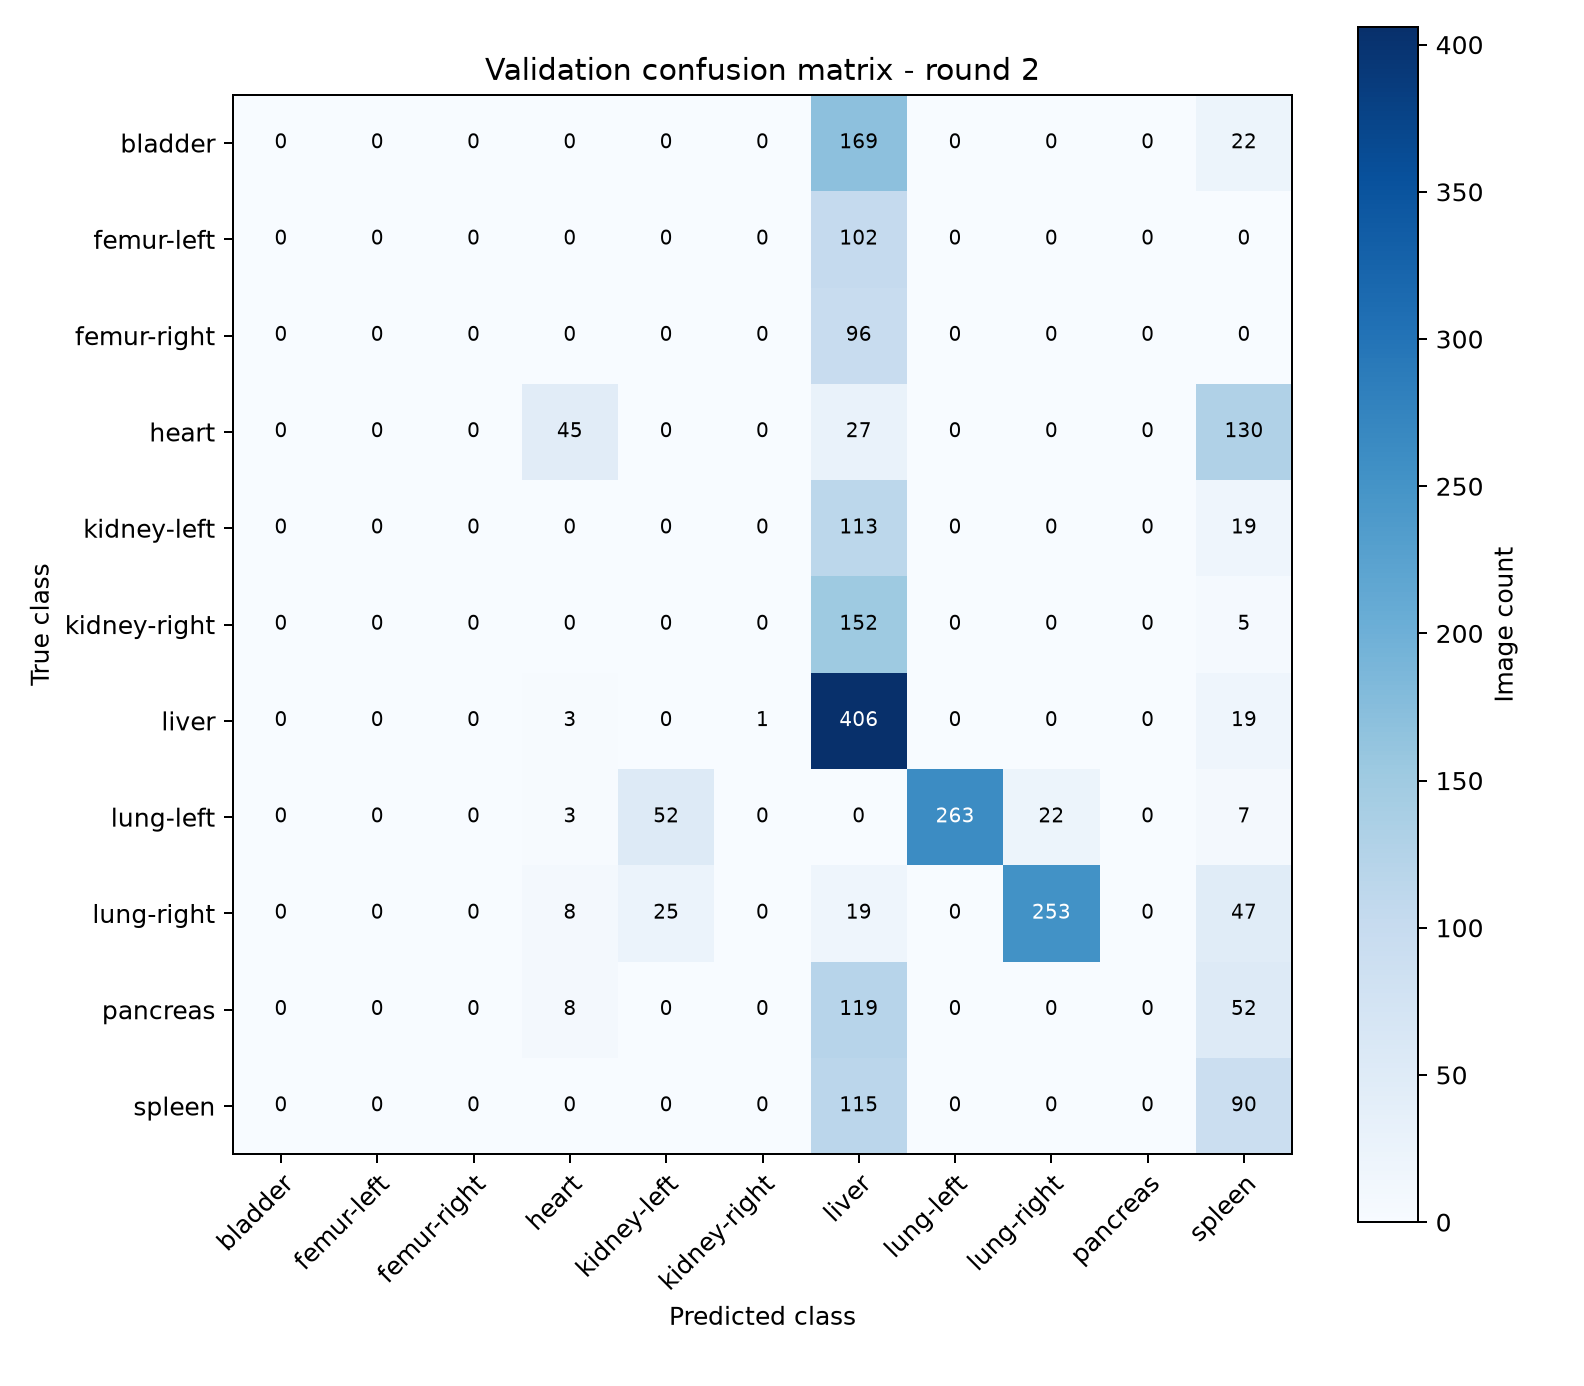 Validation confusion matrix - round 2
bladder 0 0 0 0 0 0 169 0 0 0 22
femur-left 0 0 0 0 0 0 102 0 0 0 0
femur-right 0 0 0 0 0 0 96 0 0 0 0
heart 0 0 0 45 0 0 27 0 0 0 130
kidney-left 0 0 0 0 0 0 113 0 0 0 19
kidney-right 0 0 0 0 0 0 152 0 0 0 5
liver 0 0 0 3 0 1 406 0 0 0 19
lung-left 0 0 0 3 52 0 0 263 22 0 7
lung-right 0 0 0 8 25 0 19 0 253 0 47
pancreas 0 0 0 8 0 0 119 0 0 0 52
spleen 0 0 0 0 0 0 115 0 0 0 90
True class
bladder
femur-left
femur-right
heart
kidney-left
kidney-right
liver
lung-left
lung-right
pancreas
spleen
Predicted class
400
350
300
250
200
150
100
50
0
Image count